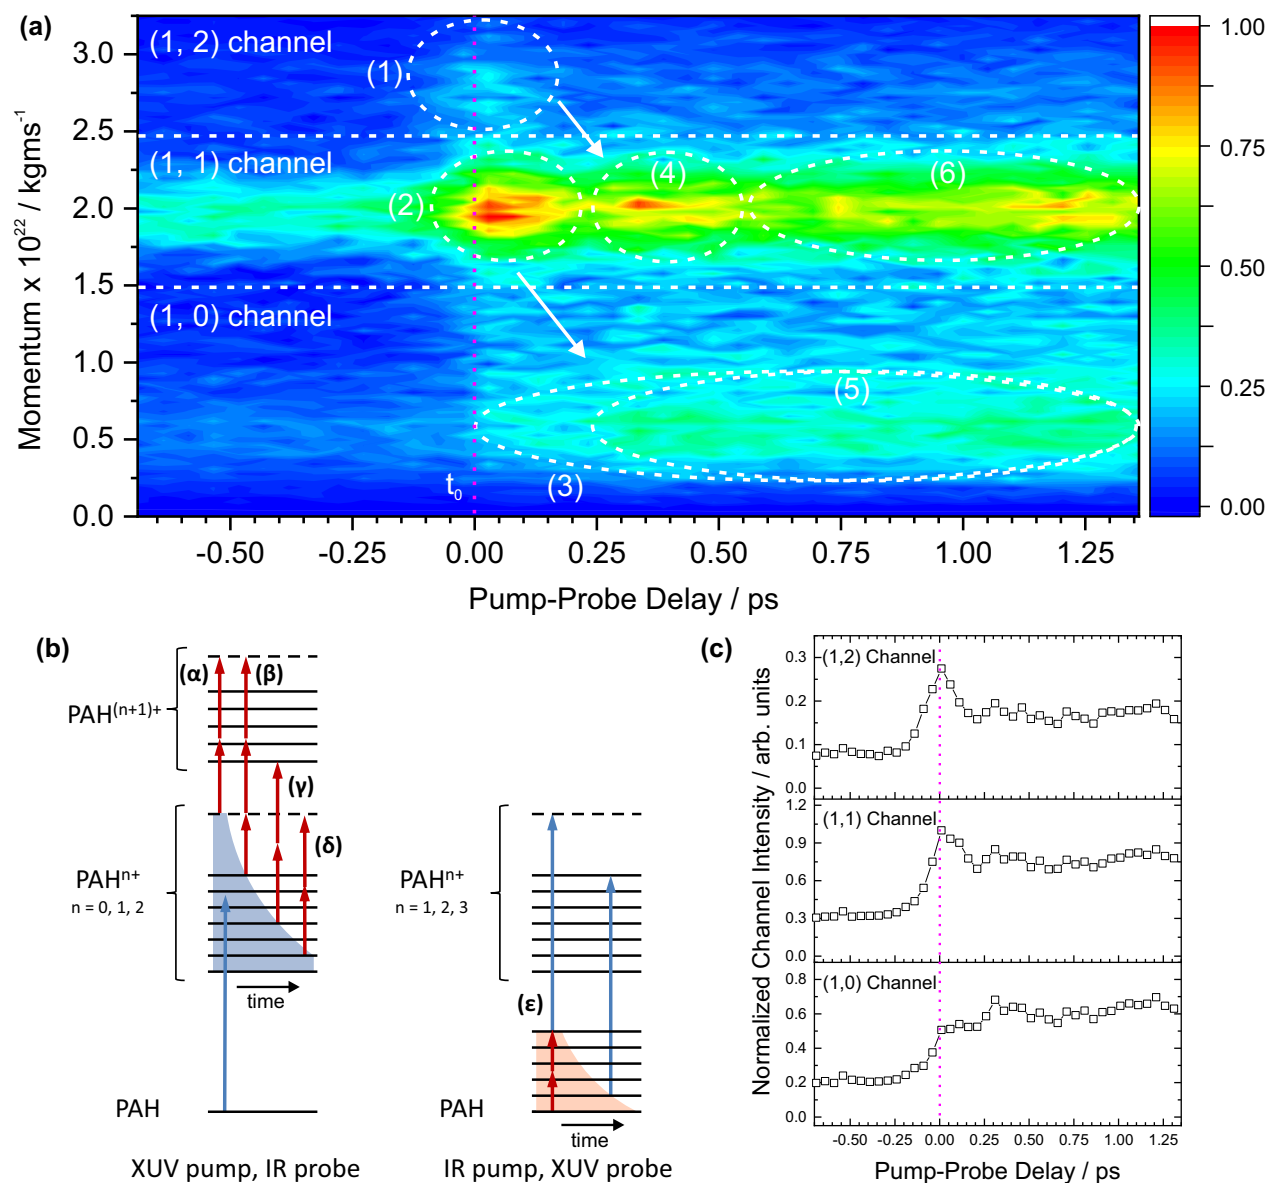 (a)
(1, 2) channel
(1)
(1, 1) channel
(2)
(4)
(6)
(1, 0) channel
(5)
(3)
t0
3.0
2.5
2.0
1.5
1.0
0.5
0.0
Momentum x 10²² / kgms⁻¹
-0.50
-0.25
0.00
0.25
0.50
0.75
1.00
1.25
Pump-Probe Delay / ps
1.00
0.75
0.50
0.25
0.00
(b)
(α)
(β)
PAH(n+1)+
(γ)
(δ)
PAHn+
n = 0, 1, 2
time
PAH
XUV pump, IR probe
PAHn+
n = 1, 2, 3
(ε)
PAH
time
IR pump, XUV probe
(c)
(1,2) Channel
0.3
0.2
0.1
0.0
(1,1) Channel
1.2
0.9
0.6
0.3
0.0
(1,0) Channel
0.8
0.6
0.4
0.2
0.0
Normalized Channel Intensity / arb. units
-0.50
-0.25
0.00
0.25
0.50
0.75
1.00
1.25
Pump-Probe Delay / ps